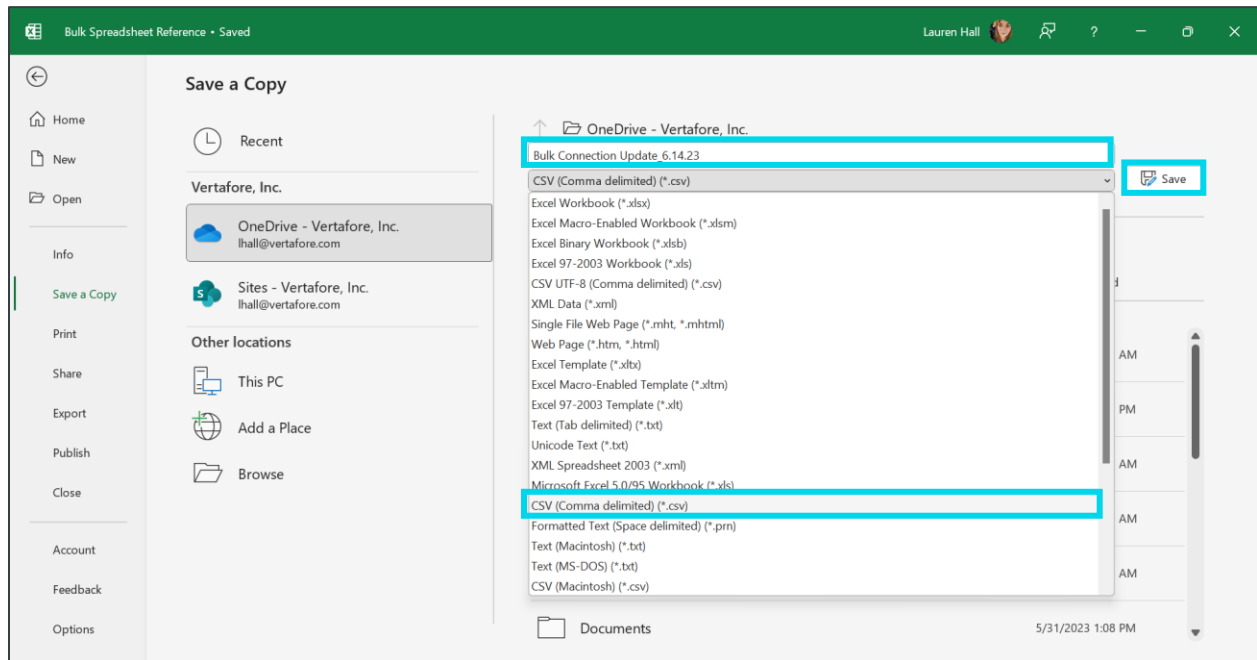 Bulk Spreadsheet Reference • Saved
Lauren Hall
?
Home
New
Open
Info
Save a Copy
Print
Share
Export
Publish
Close
Account
Feedback
Options
Save a Copy
Recent
Vertafore, Inc.
OneDrive - Vertafore, Inc.
lhall@vertafore.com
Sites - Vertafore, Inc.
lhall@vertafore.com
Other locations
This PC
Add a Place
Browse
OneDrive - Vertafore, Inc.
Bulk Connection Update_6.14.23
CSV (Comma delimited) (*.csv)
Save
Excel Workbook (*.xlsx)
Excel Macro-Enabled Workbook (*.xlsm)
Excel Binary Workbook (*.xlsb)
Excel 97-2003 Workbook (*.xls)
CSV UTF-8 (Comma delimited) (*.csv)
XML Data (*.xml)
Single File Web Page (*.mht, *.mhtml)
Web Page (*.htm, *.html)
Excel Template (*.xltx)
Excel Macro-Enabled Template (*.xltm)
Excel 97-2003 Template (*.xlt)
Text (Tab delimited) (*.txt)
Unicode Text (*.txt)
XML Spreadsheet 2003 (*.xml)
Microsoft Excel 5.0/95 Workbook (*.xls)
CSV (Comma delimited) (*.csv)
Formatted Text (Space delimited) (*.prn)
Text (Macintosh) (*.txt)
Text (MS-DOS) (*.txt)
CSV (Macintosh) (*.csv)
AM
PM
AM
AM
AM
Documents
5/31/2023 1:08 PM